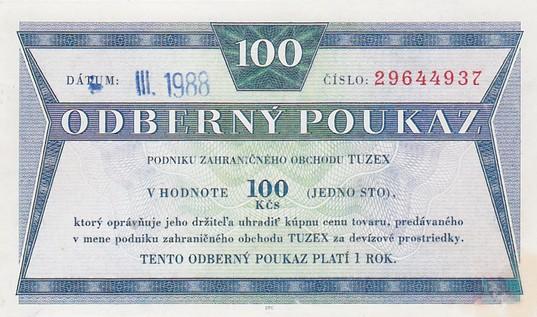 100
DÁTUM: III. 1988 ČÍSLO: 29644937
ODBERNÝ POUKAZ
PODNIKU ZAHRANIČNÉHO OBCHODU TUZEX
V HODNOTE 100 (JEDNO STO),
KČS
ktorý oprávňuje jeho držiteľa uhradiť kúpnu cenu tovaru, predávaného
v mene podniku zahraničného obchodu TUZEX za devízové prostriedky.
TENTO ODBERNÝ POUKAZ PLATÍ 1 ROK.